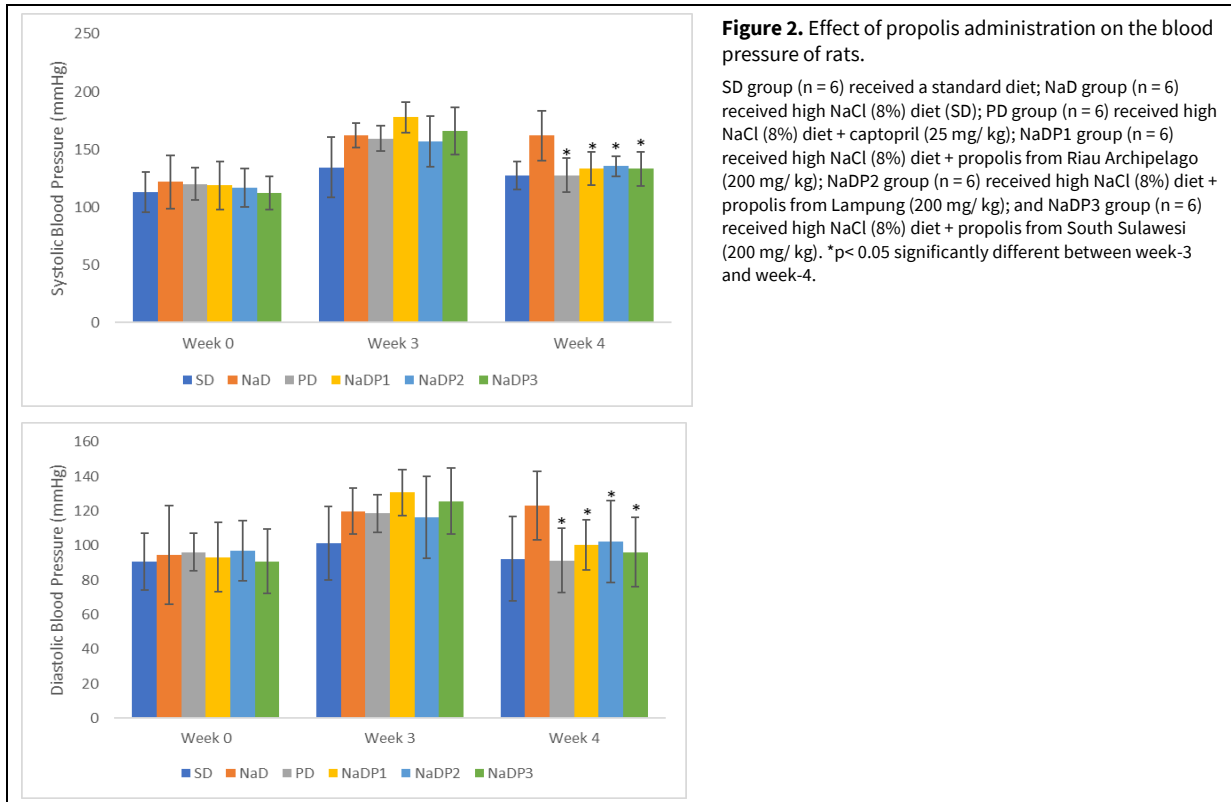 250
200
150
100
50
0
Systolic Blood Pressure (mmHg)
* * * *
Week 0 Week 3 Week 4
SD NaD PD NaDP1 NaDP2 NaDP3
160
140
120
100
80
60
40
20
0
Diastolic Blood Pressure (mmHg)
* * * *
Week 0 Week 3 Week 4
SD NaD PD NaDP1 NaDP2 NaDP3
Figure 2. Effect of propolis administration on the blood
pressure of rats.
SD group (n = 6) received a standard diet; NaD group (n = 6)
received high NaCl (8%) diet (SD); PD group (n = 6) received high
NaCl (8%) diet + captopril (25 mg/ kg); NaDP1 group (n = 6)
received high NaCl (8%) diet + propolis from Riau Archipelago
(200 mg/ kg); NaDP2 group (n = 6) received high NaCl (8%) diet +
propolis from Lampung (200 mg/ kg); and NaDP3 group (n = 6)
received high NaCl (8%) diet + propolis from South Sulawesi
(200 mg/ kg). *p< 0.05 significantly different between week-3
and week-4.